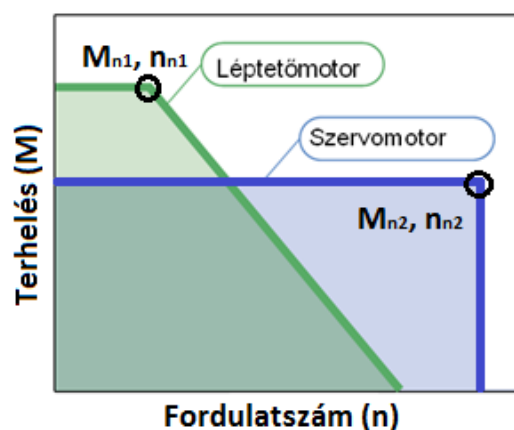 Mn1, nn1
Léptetőmotor
Szervomotor
Mn2, nn2
Terhelés (M)
Fordulatszám (n)